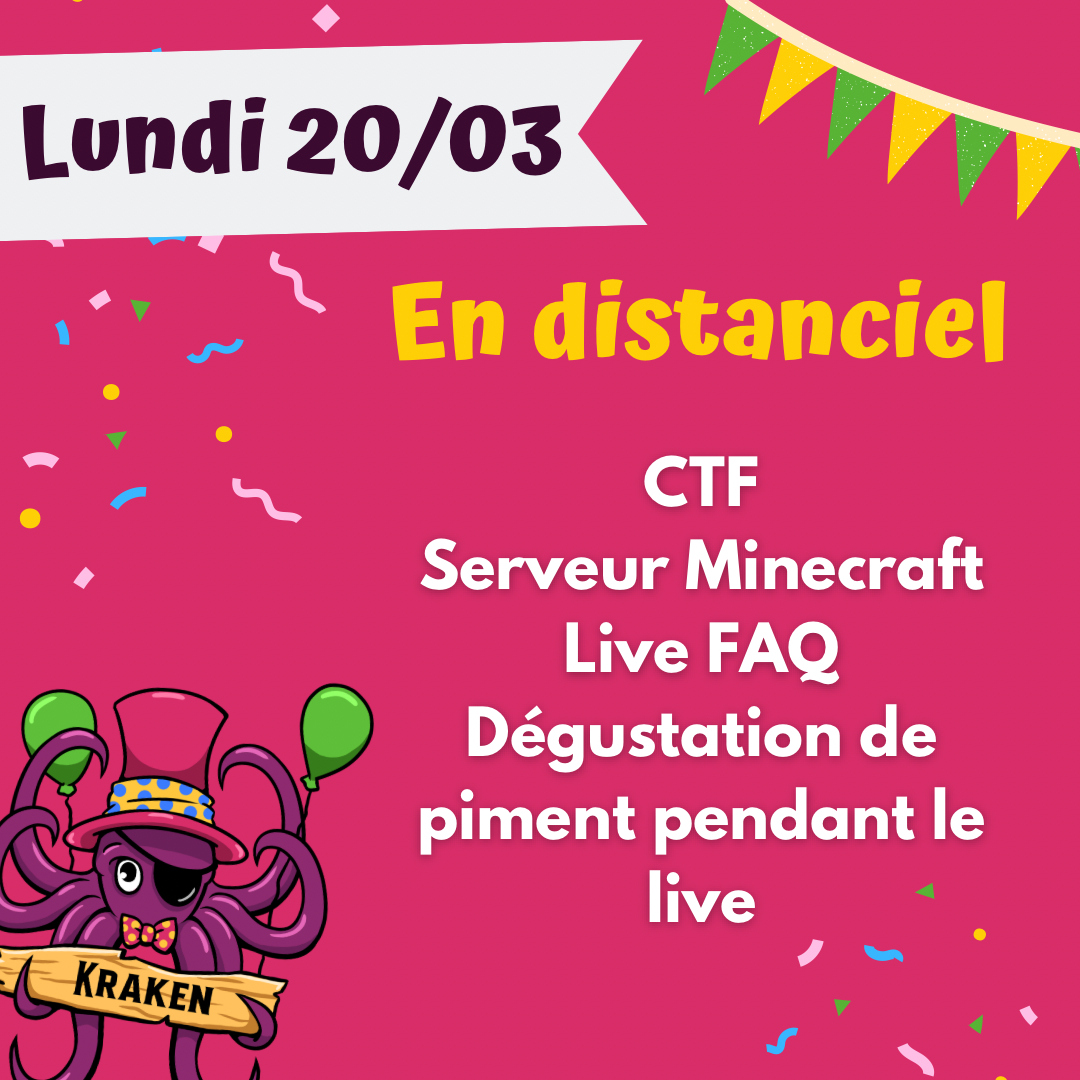 Lundi 20/03
En distanciel
CTF
Serveur Minecraft
Live FAQ
Dégustation de
piment pendant le
live
KRAKEN